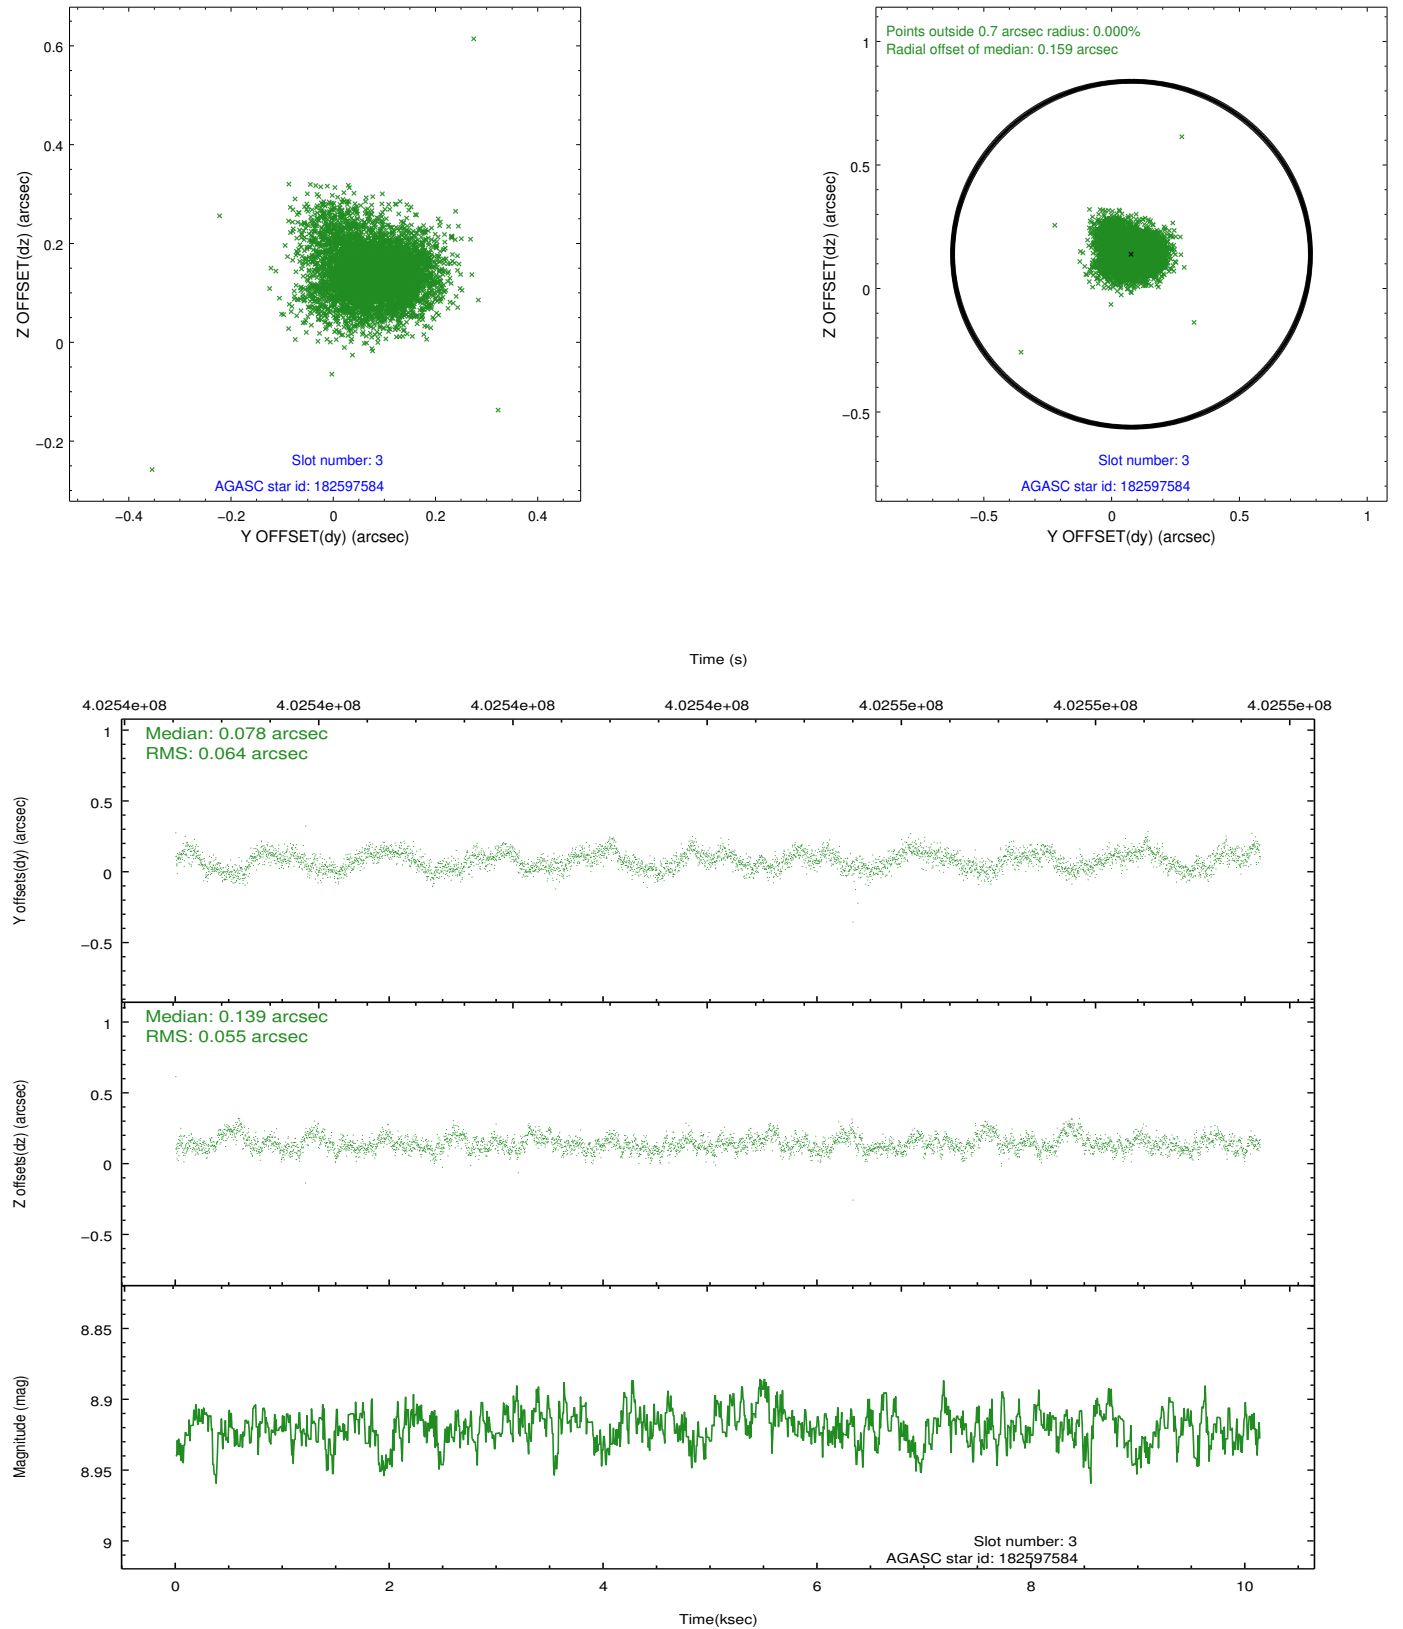 0.6
0.4
0.2
0
−0.2
Z OFFSET(dz) (arcsec)
Slot number: 3
AGASC star id: 182597584
−0.4 −0.2 0 0.2 0.4
Y OFFSET(dy) (arcsec)
Points outside 0.7 arcsec radius: 0.000%
Radial offset of median: 0.159 arcsec
1
0.5
0
−0.5
Z OFFSET(dz) (arcsec)
Slot number: 3
AGASC star id: 182597584
−0.5 0 0.5 1
Y OFFSET(dy) (arcsec)
Time (s)
4.0254e+08 4.0254e+08 4.0254e+08 4.0254e+08 4.0255e+08 4.0255e+08 4.0255e+08
Median: 0.078 arcsec
RMS: 0.064 arcsec
1
0.5
0
−0.5
Y offsets(dy) (arcsec)
Median: 0.139 arcsec
RMS: 0.055 arcsec
1
0.5
0
−0.5
Z offsets(dz) (arcsec)
8.85
8.9
8.95
9
Magnitude (mag)
Slot number: 3
AGASC star id: 182597584
0 2 4 6 8 10
Time(ksec)